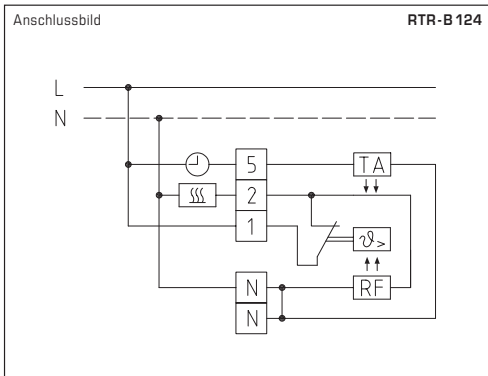 Anschlussbild RTR-B 124
L
N
5 TA
2
1 ϑ>
N RF
N